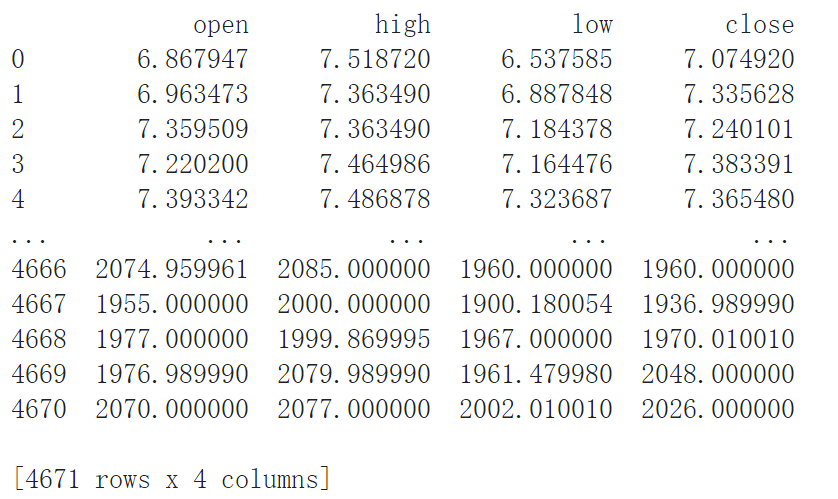 open high low close
0 6.867947 7.518720 6.537585 7.074920
1 6.963473 7.363490 6.887848 7.335628
2 7.359509 7.363490 7.184378 7.240101
3 7.220200 7.464986 7.164476 7.383391
4 7.393342 7.486878 7.323687 7.365480
... ... ... ... ...
4666 2074.959961 2085.000000 1960.000000 1960.000000
4667 1955.000000 2000.000000 1900.180054 1936.989990
4668 1977.000000 1999.869995 1967.000000 1970.010010
4669 1976.989990 2079.989990 1961.479980 2048.000000
4670 2070.000000 2077.000000 2002.010010 2026.000000
[4671 rows x 4 columns]